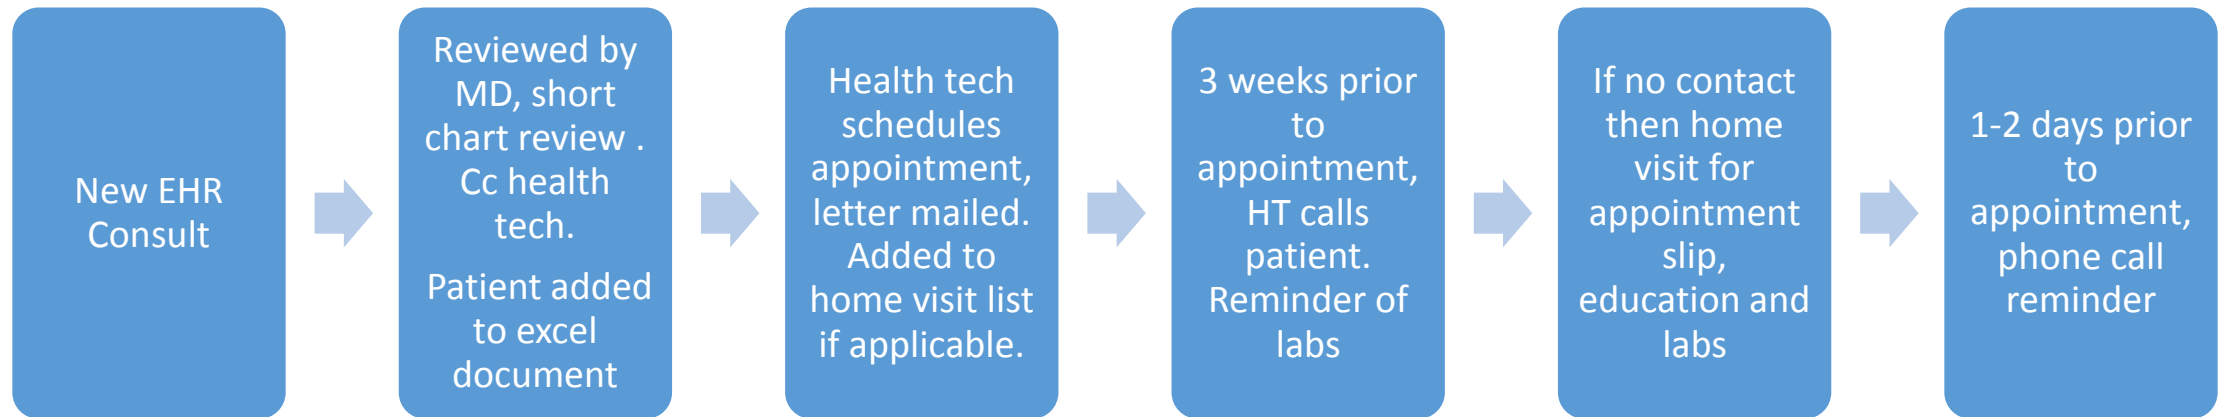 New EHR
Consult
Reviewed by
MD, short
chart review .
Cc health
tech.
Patient added
to excel
document
Health tech
schedules
appointment,
letter mailed.
Added to
home visit list
if applicable.
3 weeks prior
to
appointment,
HT calls
patient.
Reminder of
labs
If no contact
then home
visit for
appointment
slip,
education and
labs
1-2 days prior
to
appointment,
phone call
reminder